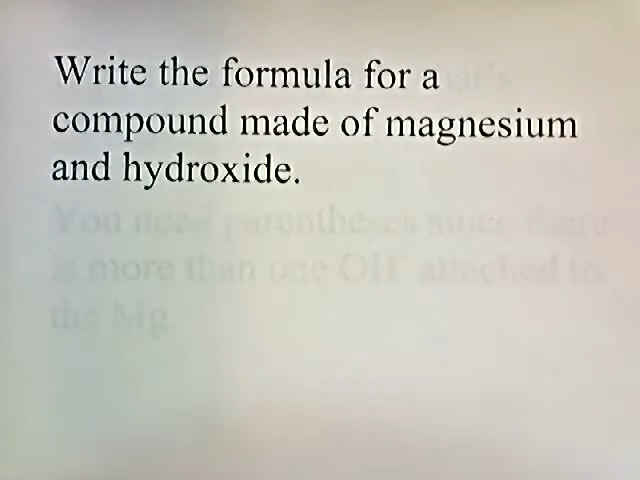 Write the formula for a
compound made of magnesium
and hydroxide.
You need parentheses since there
is more than one OH attached to
the Mg